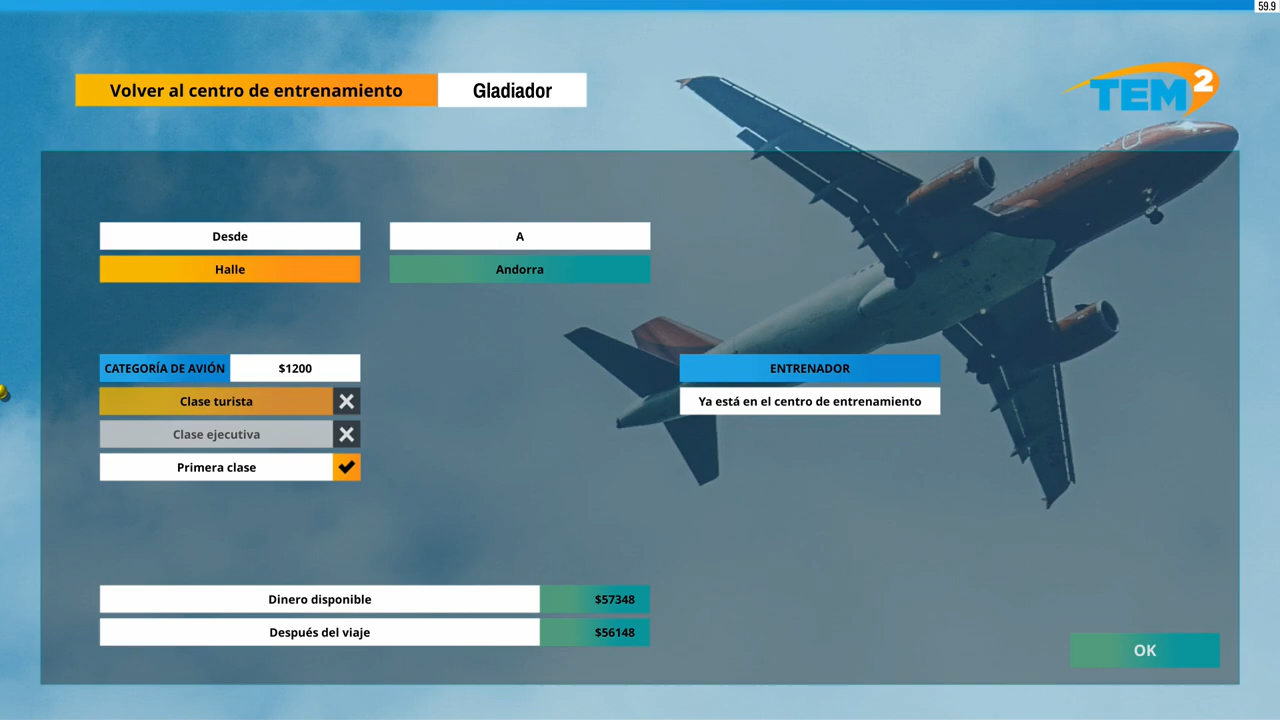 59.9
Volver al centro de entrenamiento
Gladiador
TEM2
Desde
A
Halle
Andorra
CATEGORÍA DE AVIÓN
$1200
ENTRENADOR
Clase turista
Ya está en el centro de entrenamiento
Clase ejecutiva
Primera clase
Dinero disponible
$57348
Después del viaje
$56148
OK